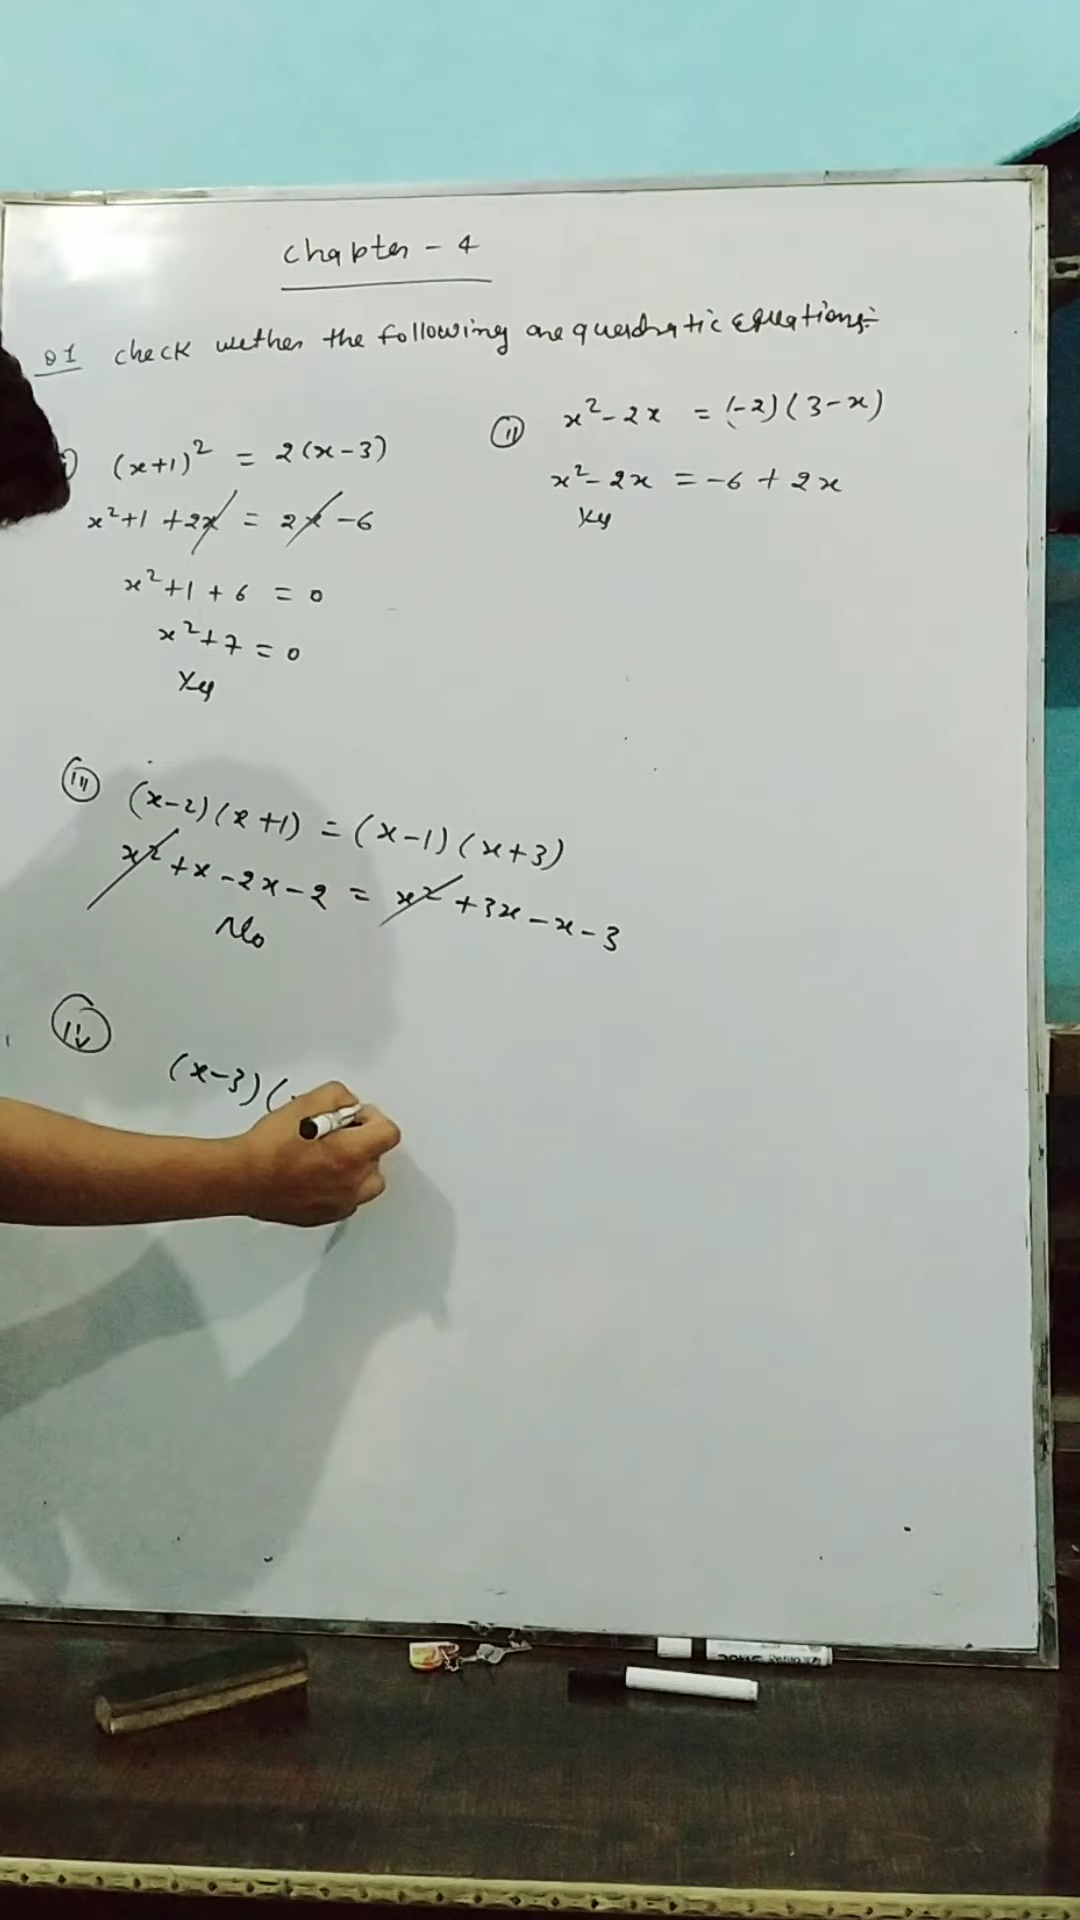 Chapter - 4
Q1 check wether the following are quadratic Equations:-
i) (x+1)² = 2(x-3)
x²+1 +2x = 2x -6
x²+1 + 6 = 0
x²+7 = 0
Yes
ii x²-2x = (-2)(3-x)
x²-2x = -6 + 2x
Yes
iii (x-2)(x+1) = (x-1)(x+3)
x² +x -2x -2 = x² +3x -x -3
No
iv
(x-3)(